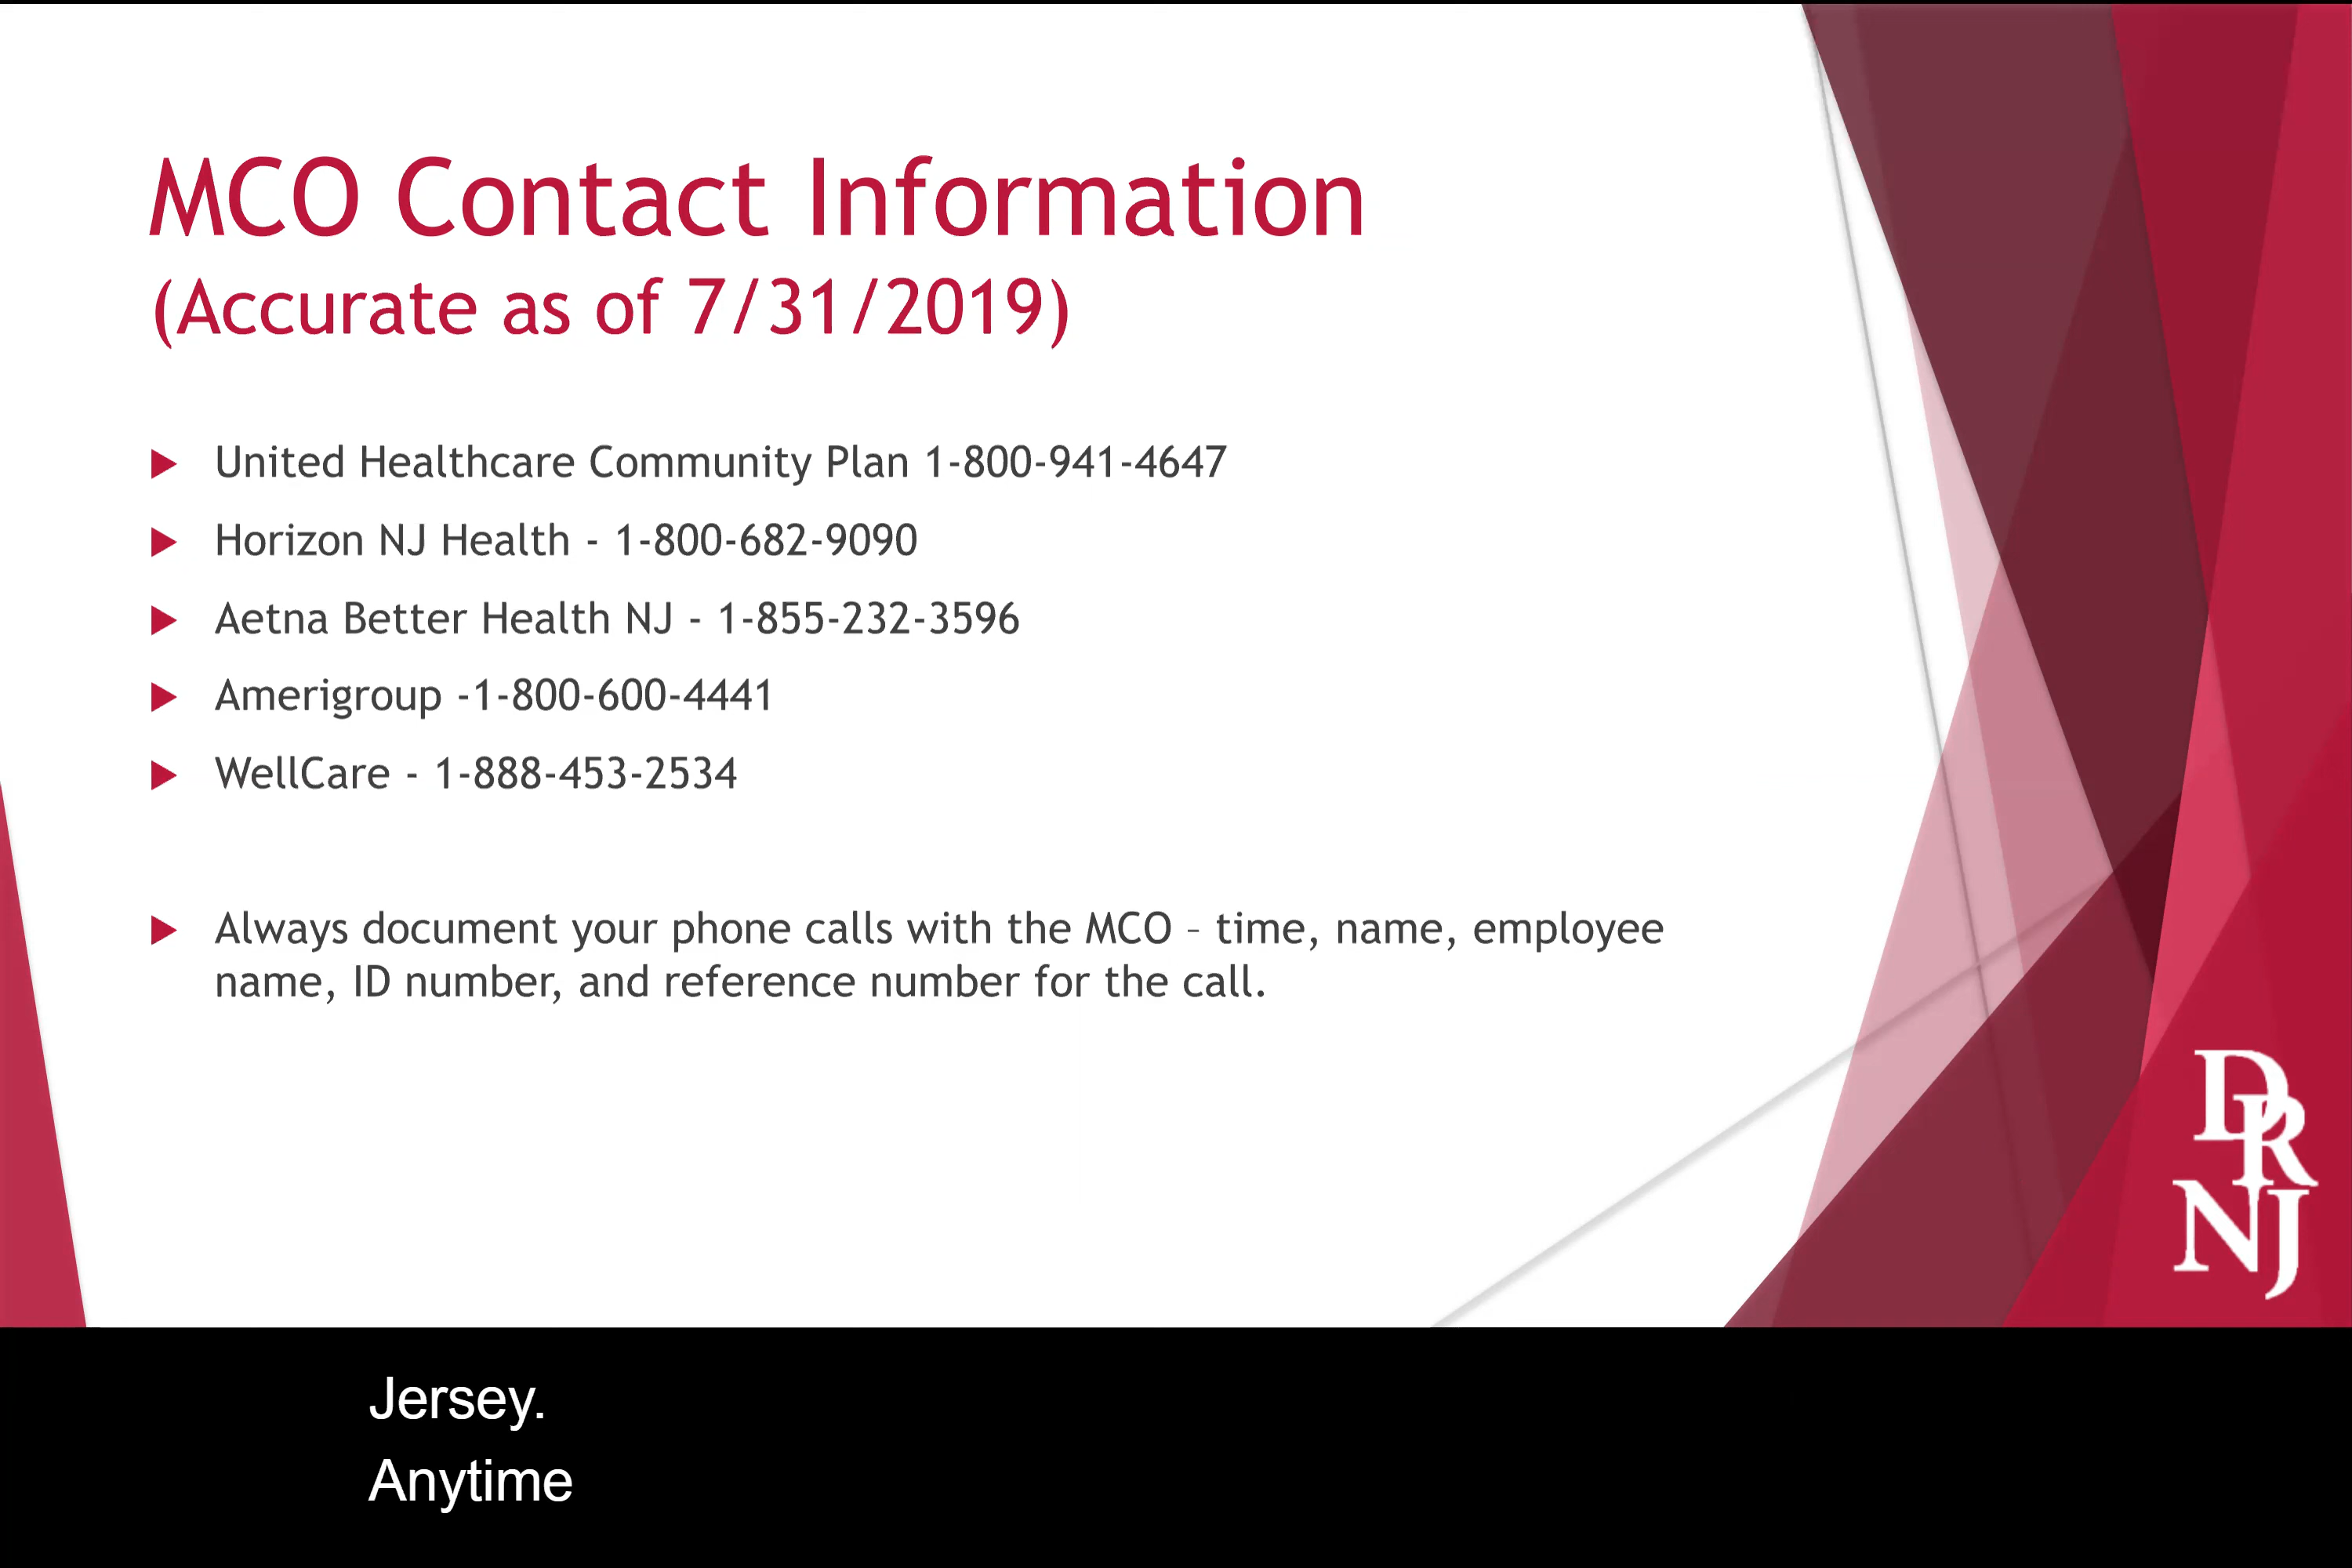 MCO Contact Information
(Accurate as of 7/31/2019)
United Healthcare Community Plan 1-800-941-4647
Horizon NJ Health - 1-800-682-9090
Aetna Better Health NJ - 1-855-232-3596
Amerigroup -1-800-600-4441
WellCare - 1-888-453-2534
Always document your phone calls with the MCO – time, name, employee
name, ID number, and reference number for the call.
DR
NJ
Jersey.
Anytime